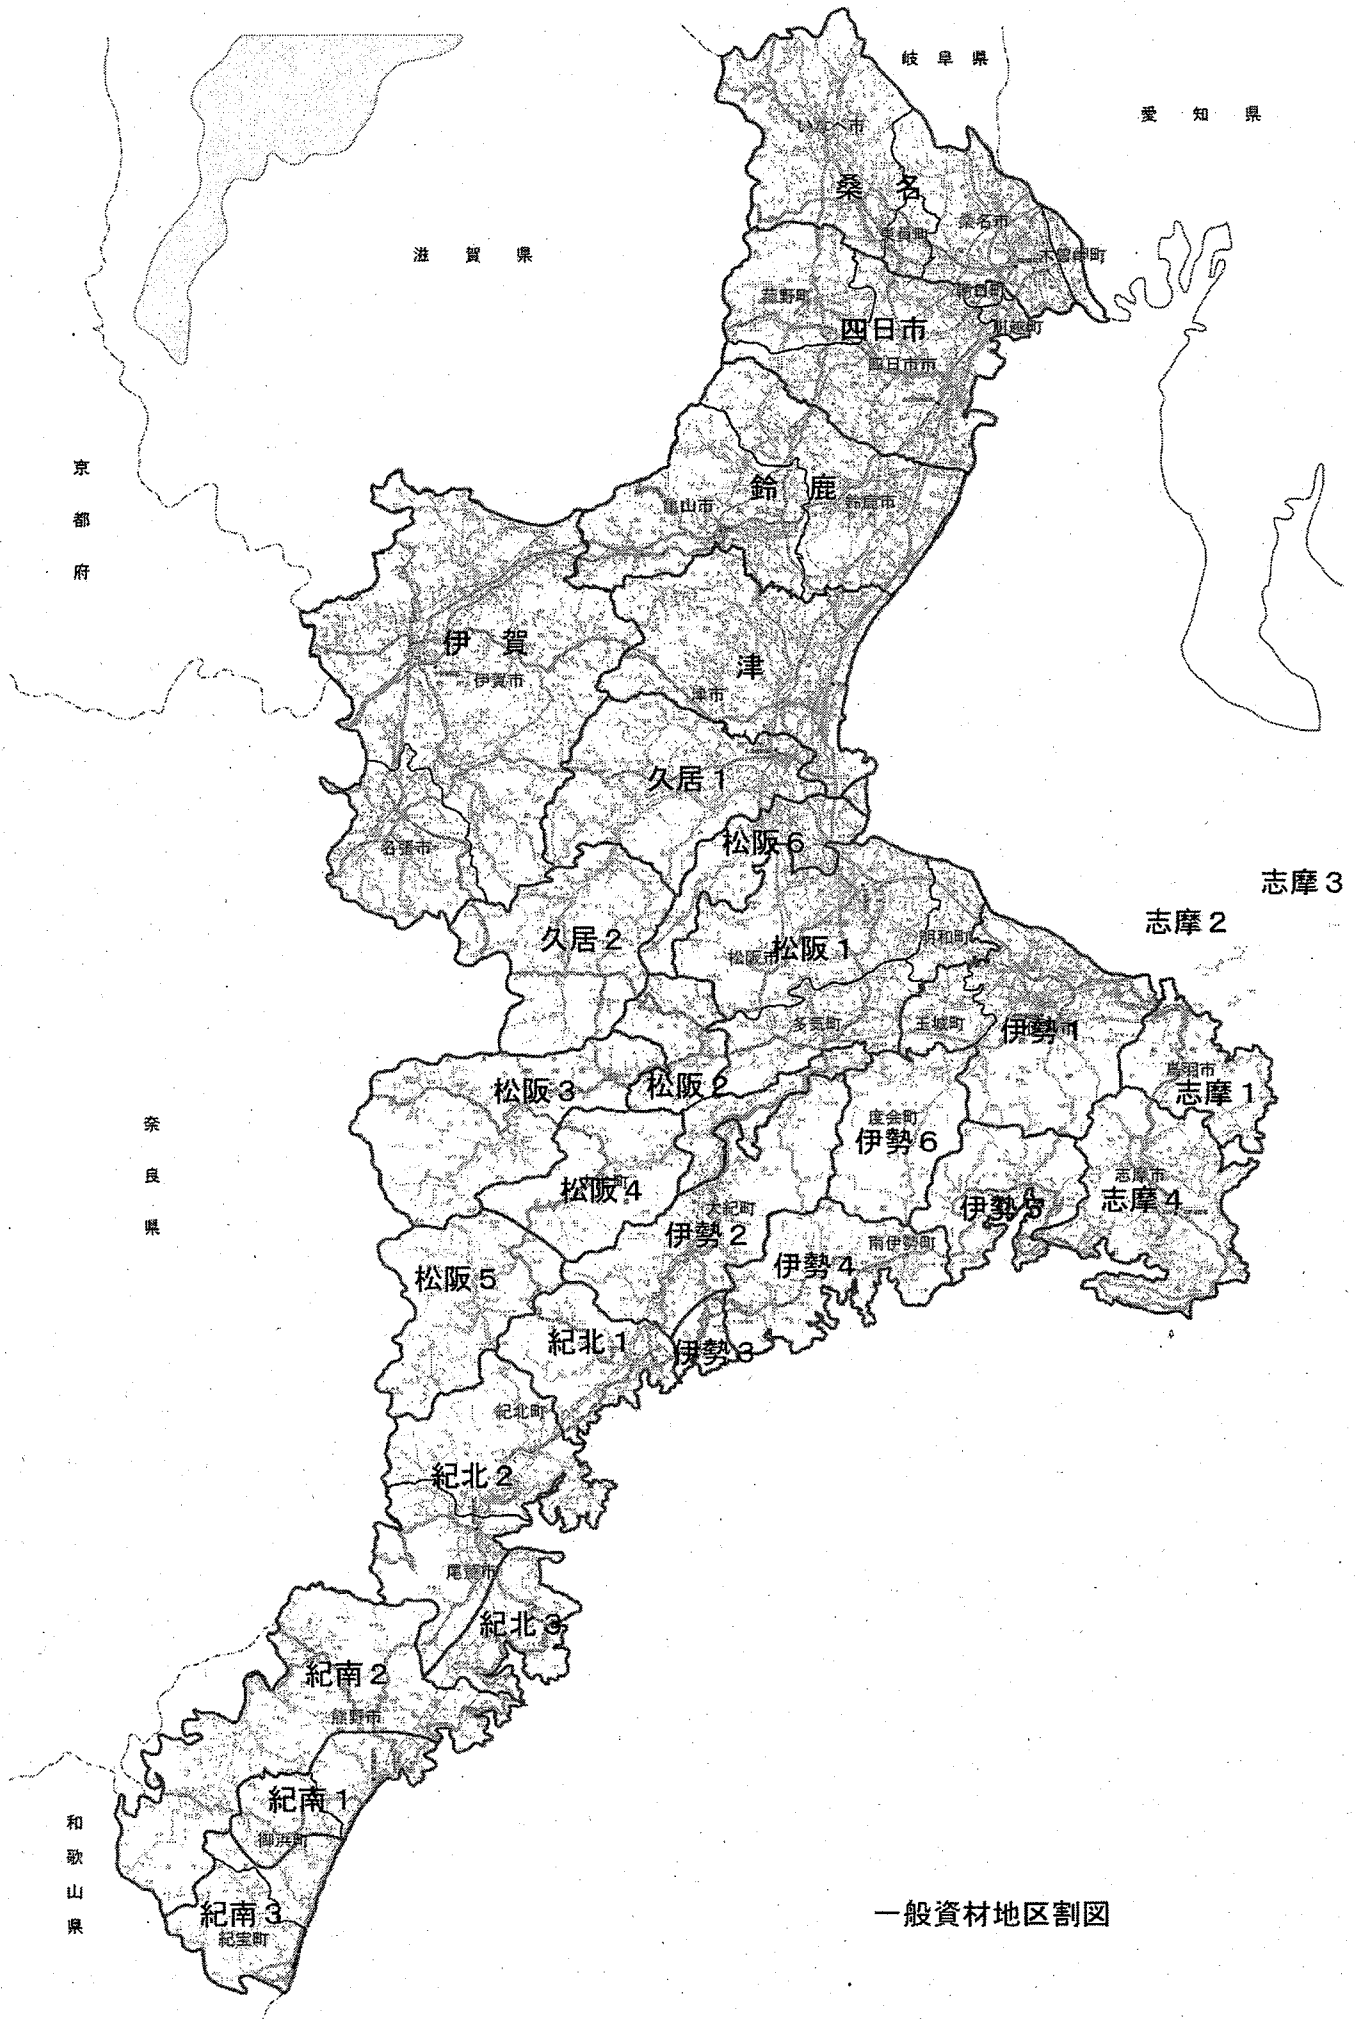 岐阜県
愛知県
いなべ市
桑名
桑名市
東員町
木曽岬町
滋賀県
菰野町
朝日町
川越町
四日市
四日市市
京都府
鈴鹿
亀山市
鈴鹿市
伊賀
伊賀市
津
津市
久居1
松阪6
名張市
志摩3
志摩2
久居2
松阪1
松阪市
明和町
多気町
玉城町
伊勢1
鳥羽市
志摩1
松阪3
松阪2
奈良県
度会町
伊勢6
松阪4
志摩市
志摩4
伊勢5
大紀町
伊勢2
南伊勢町
伊勢4
松阪5
紀北1
伊勢3
紀北町
紀北2
尾鷲市
紀北3
紀南2
熊野市
紀南1
御浜町
和歌山県
紀南3
紀宝町
一般資材地区割図